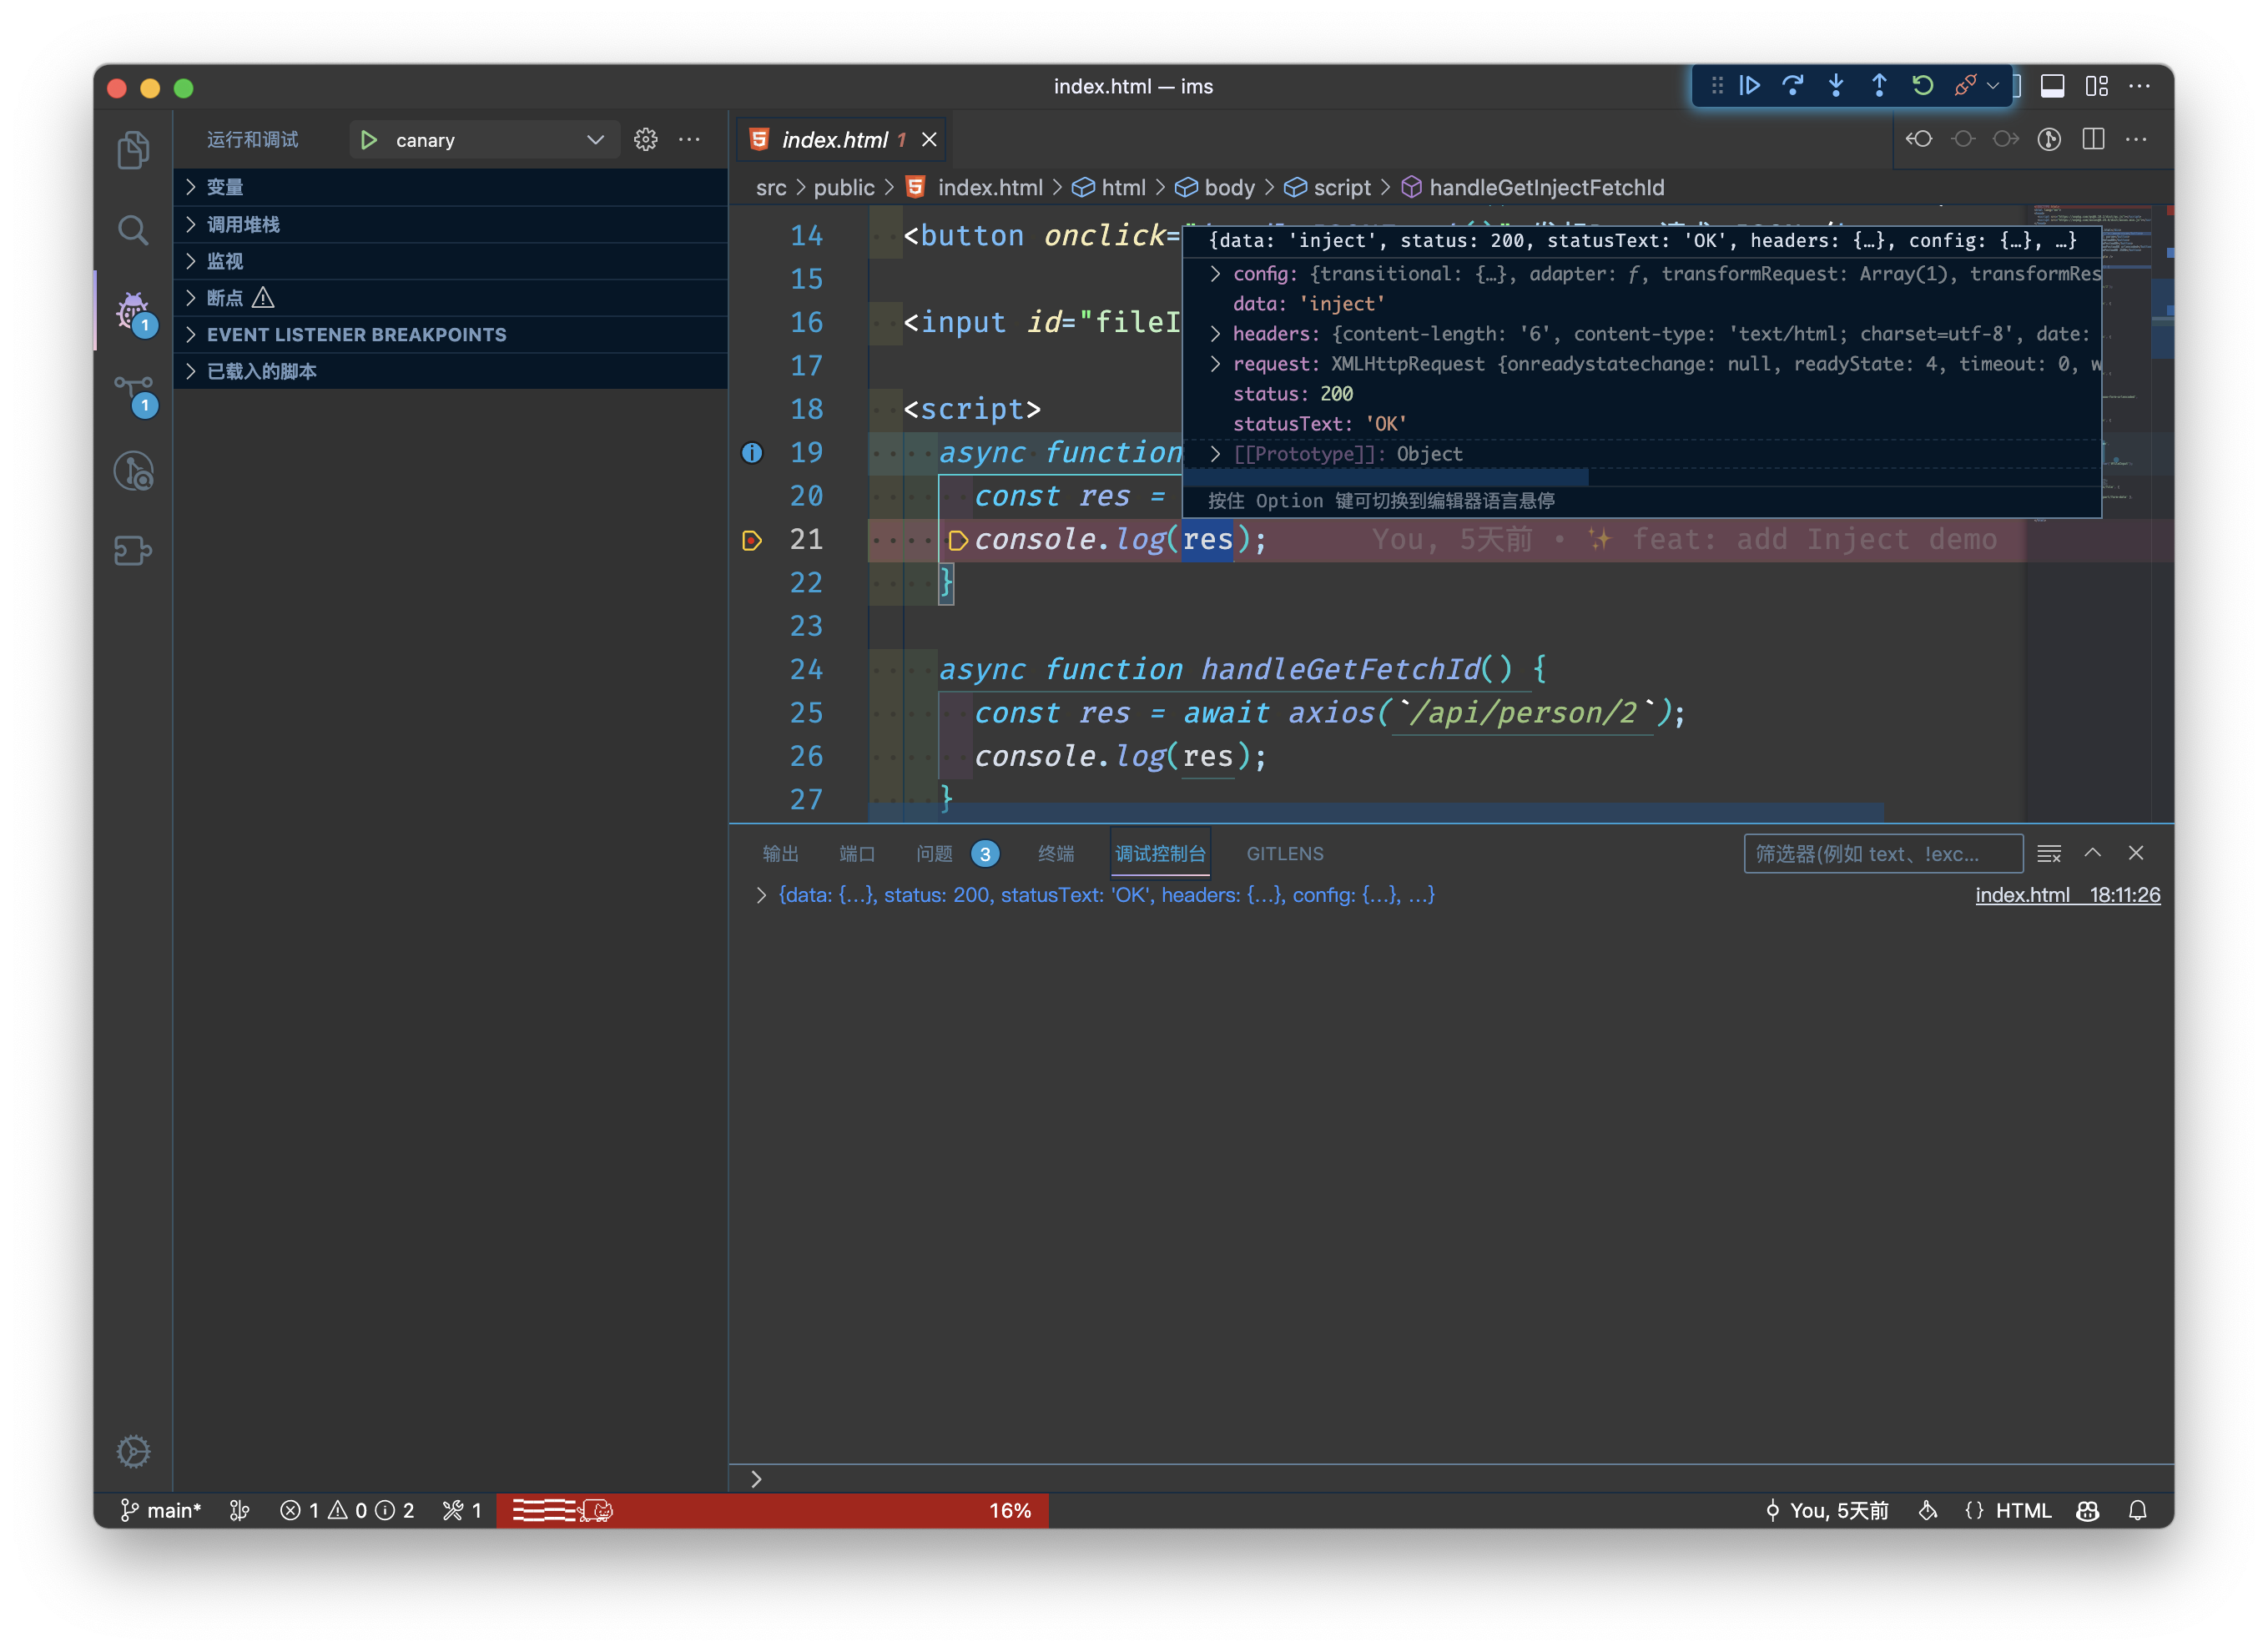 index.html — ims
运行和调试
canary
index.html 1
src > public > index.html > html > body > script > handleGetInjectFetchId
变量
调用堆栈
监视
断点
EVENT LISTENER BREAKPOINTS
已载入的脚本
1
1
14 <button onclick="
15
16 <input id="fileI
17
18 <script>
19 async function
20 const res =
21 console.log(res); You, 5天前 • ✨ feat: add Inject demo
22 }
23
24 async function handleGetFetchId() {
25 const res = await axios(`/api/person/2`);
26 console.log(res);
27 }
{data: 'inject', status: 200, statusText: 'OK', headers: {…}, config: {…}, …}
config: {transitional: {…}, adapter: ƒ, transformRequest: Array(1), transformRes
data: 'inject'
headers: {content-length: '6', content-type: 'text/html; charset=utf-8', date:
request: XMLHttpRequest {onreadystatechange: null, readyState: 4, timeout: 0, w
status: 200
statusText: 'OK'
[[Prototype]]: Object
按住 Option 键可切换到编辑器语言悬停
输出 端口 问题 3 终端 调试控制台 GITLENS
筛选器(例如 text、!exc...
{data: {…}, status: 200, statusText: 'OK', headers: {…}, config: {…}, …}
index.html 18:11:26
main* 1 0 2 1 16% You, 5天前 {} HTML